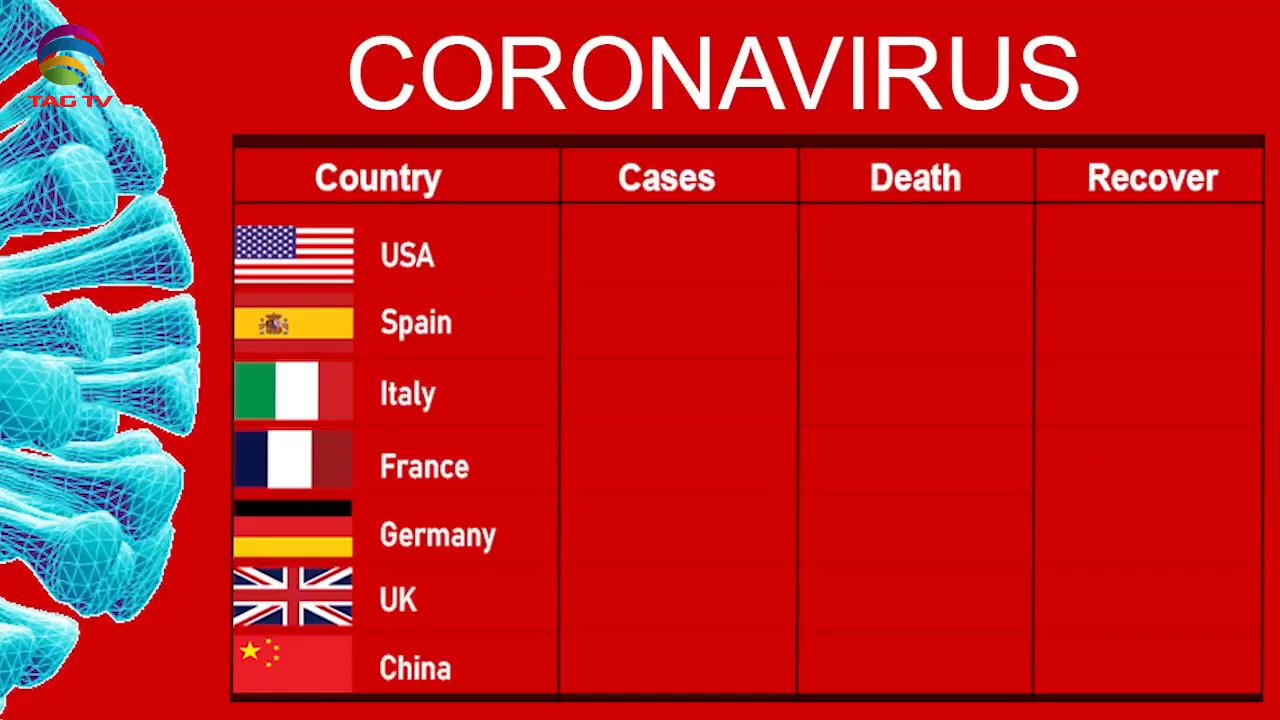 TAG TV
CORONAVIRUS
Country Cases Death Recover
USA
Spain
Italy
France
Germany
UK
China